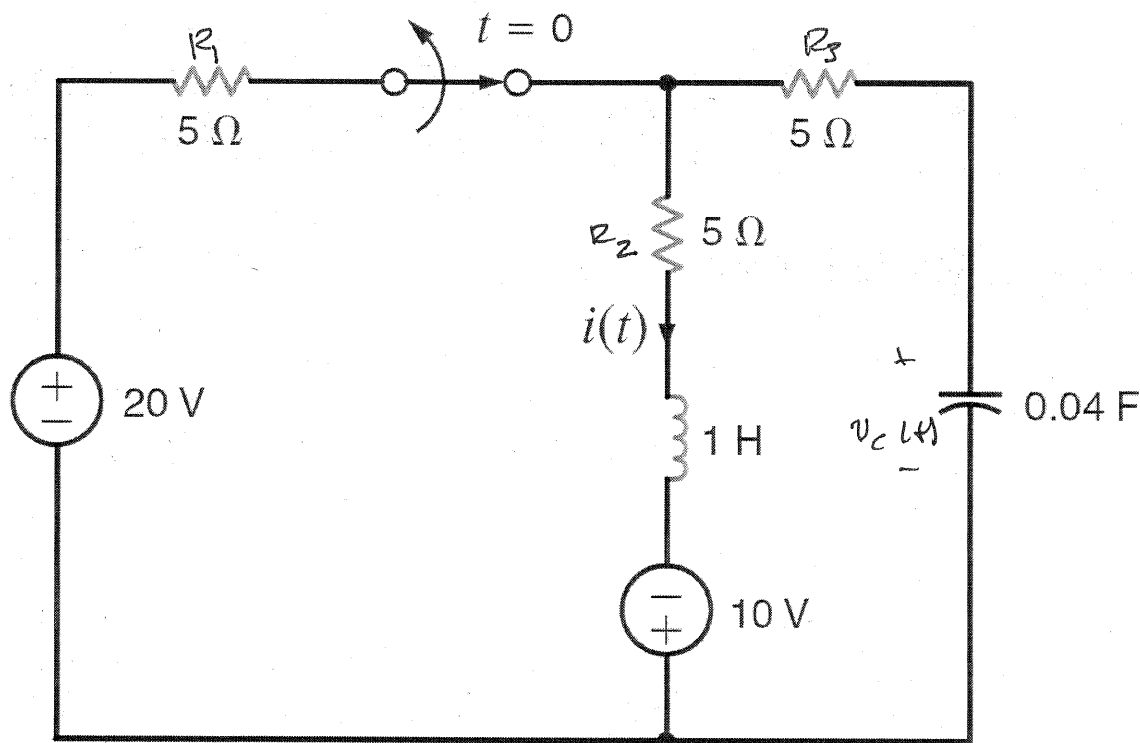 R1
t = 0
R3
5 Ω
5 Ω
R2
5 Ω
i(t)
+
−
20 V
1 H
+
vc (t)
−
0.04 F
−
+
10 V